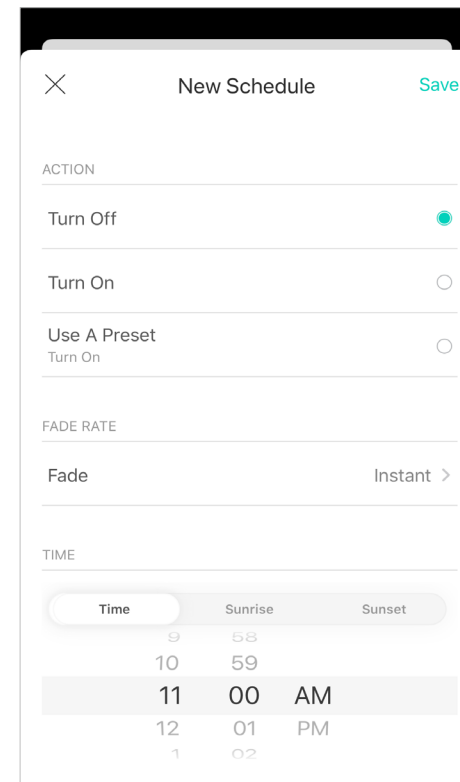 New Schedule Save
ACTION
Turn Off
Turn On
Use A Preset
Turn On
FADE RATE
Fade Instant
TIME
Time Sunrise Sunset
9 58
10 59
11 00 AM
12 01 PM
1 02